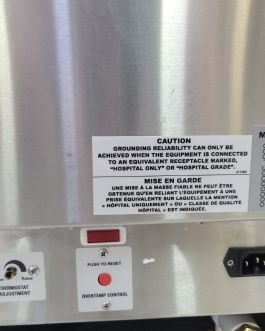 CAUTION
GROUNDING RELIABILITY CAN ONLY BE
ACHIEVED WHEN THE EQUIPMENT IS CONNECTED
TO AN EQUIVALENT RECEPTACLE MARKED,
"HOSPITAL ONLY" OR "HOSPITAL GRADE".
MISE EN GARDE
UNE MISE À LA MASSE FIABLE NE PEUT ÊTRE
OBTENUE QU'EN RELIANT L'ÉQUIPEMENT À UNE
PRISE ÉQUIVALENTE SUR LAQUELLE LA MENTION
« HÔPITAL UNIQUEMENT » OU « CLASSE DE QUALITÉ
HÔPITAL » EST INDIQUÉE.
PUSH TO RESET
OVERTEMP CONTROL
Raise
THERMOSTAT
ADJUSTMENT
M